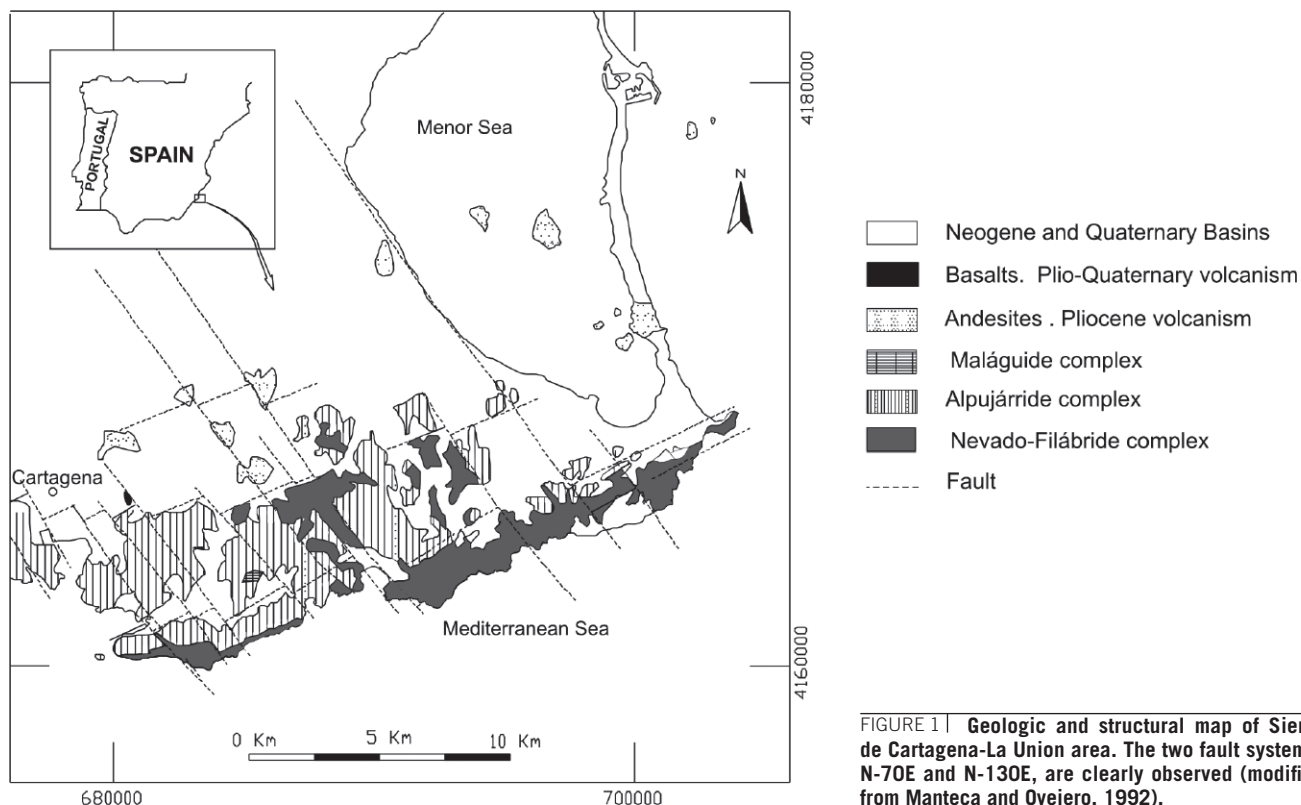 PORTUGAL
SPAIN
Menor Sea
N
4180000
Cartagena
Mediterranean Sea
4160000
0 Km 5 Km 10 Km
680000 700000
Neogene and Quaternary Basins
Basalts. Plio-Quaternary volcanism
Andesites . Pliocene volcanism
Maláguide complex
Alpujárride complex
Nevado-Filábride complex
Fault
FIGURE 1 Geologic and structural map of
de Cartagena-La Union area. The two fault
N-70E and N-130E, are clearly observed
from Manteca and Ovejero, 1992).